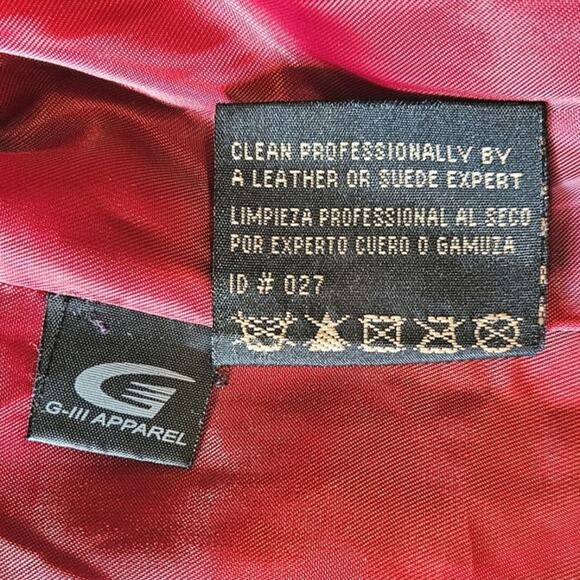 CLEAN PROFESSIONALLY BY
A LEATHER OR SUEDE EXPERT
LIMPIEZA PROFESSIONAL AL SECO
POR EXPERTO CUERO O GAMUZA
ID # 027
G-III APPAREL